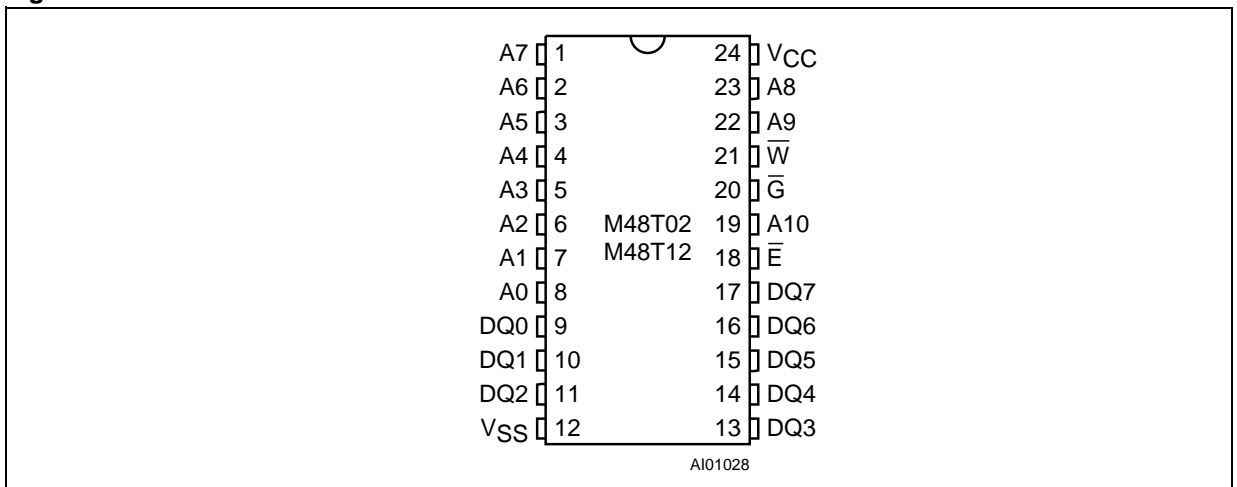 A7 1 24 VCC
A6 2 23 A8
A5 3 22 A9
A4 4 21 W̅
A3 5 20 G̅
A2 6 M48T02 19 A10
A1 7 M48T12 18 E̅
A0 8 17 DQ7
DQ0 9 16 DQ6
DQ1 10 15 DQ5
DQ2 11 14 DQ4
VSS 12 13 DQ3
AI01028